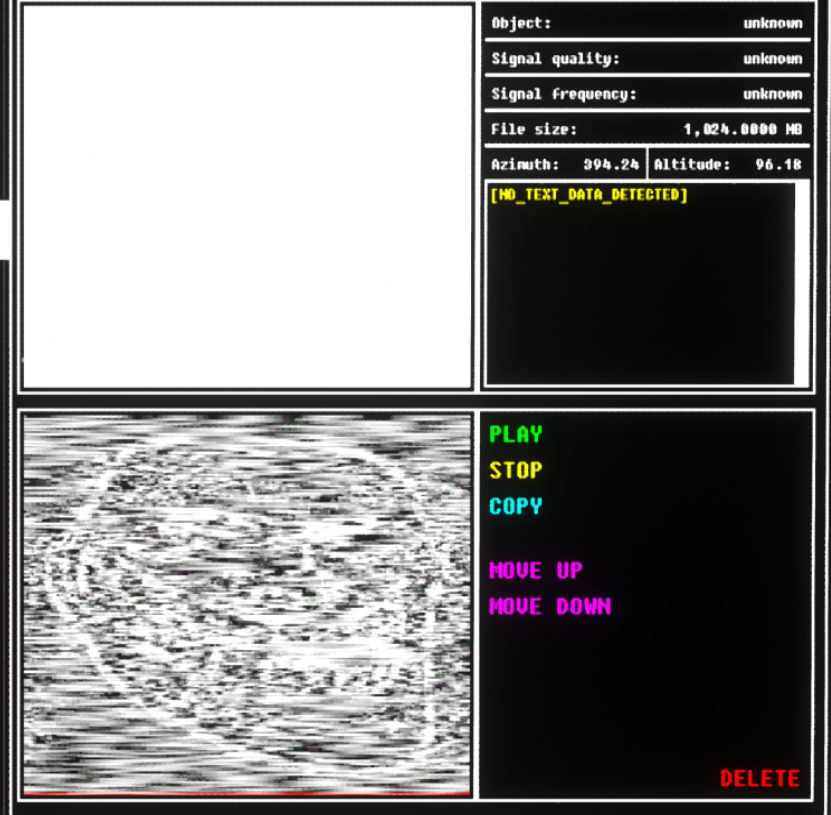 Object: unknown
Signal quality: unknown
Signal frequency: unknown
File size: 1,024.0000 MB
Azimuth: 394.24 Altitude: 96.18
[NO_TEXT_DATA_DETECTED]
PLAY
STOP
COPY
MOVE UP
MOVE DOWN
DELETE